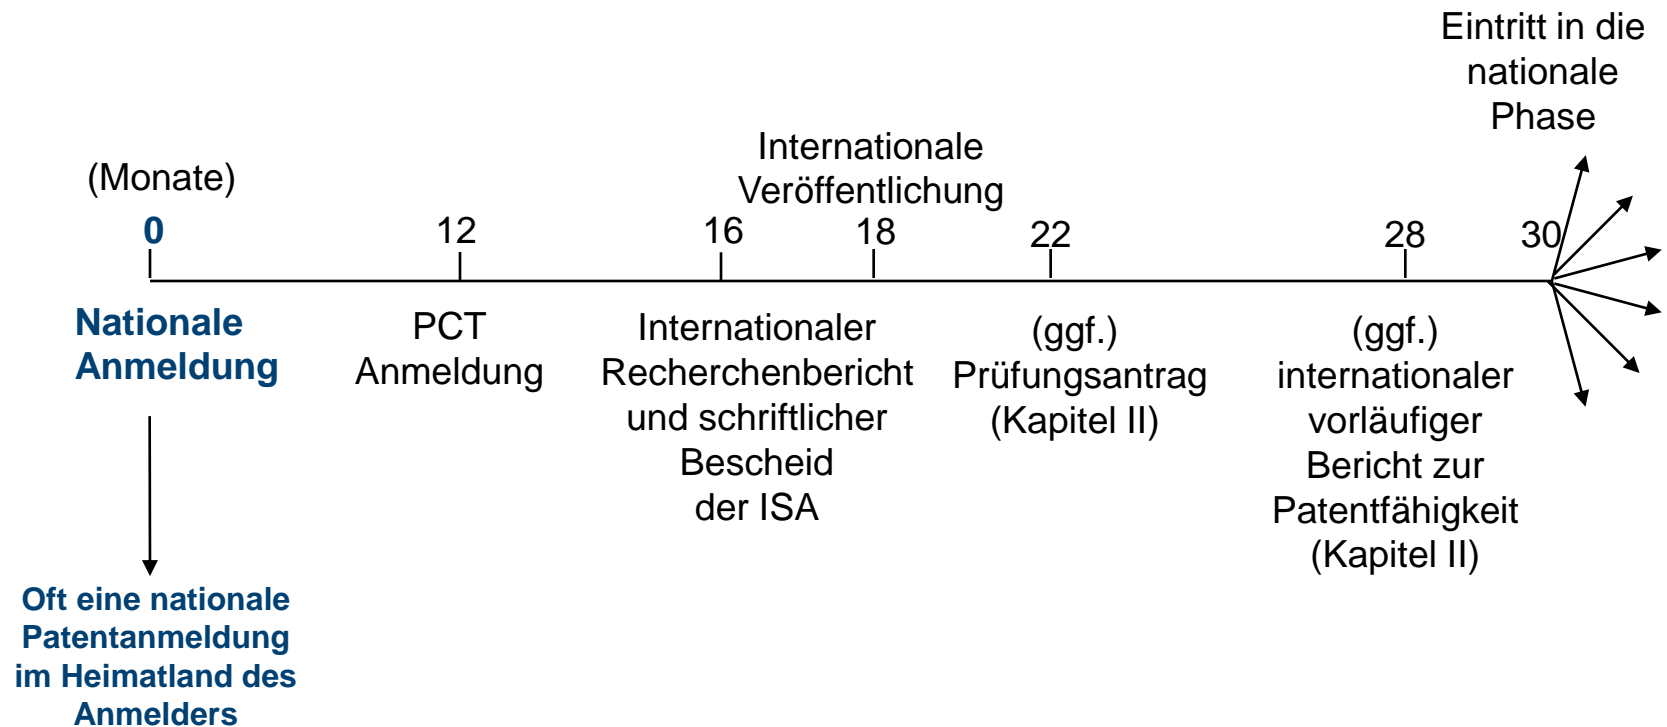 Eintritt in die
nationale
Phase
Internationale
Veröffentlichung
(Monate)
0
12
16
18
22
28
30
Nationale
Anmeldung
PCT
Anmeldung
Internationaler
Recherchenbericht
und schriftlicher
Bescheid
der ISA
(ggf.)
Prüfungsantrag
(Kapitel II)
(ggf.)
internationaler
vorläufiger
Bericht zur
Patentfähigkeit
(Kapitel II)
Oft eine nationale
Patentanmeldung
im Heimatland des
Anmelders